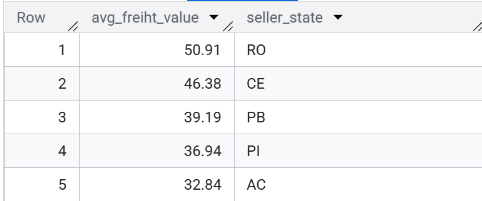 Row avg_freiht_value seller_state
1 50.91 RO
2 46.38 CE
3 39.19 PB
4 36.94 PI
5 32.84 AC